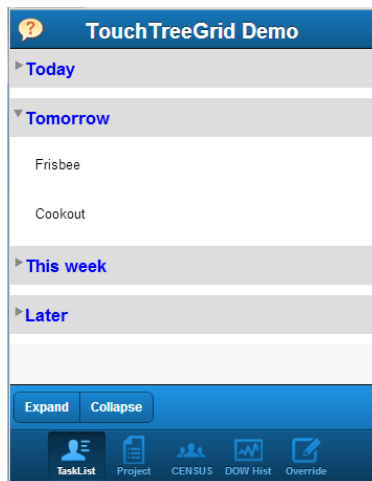 ? TouchTreeGrid Demo
Today
Tomorrow
Frisbee
Cookout
This week
Later
Expand Collapse
TaskList Project CENSUS DOW Hist Override